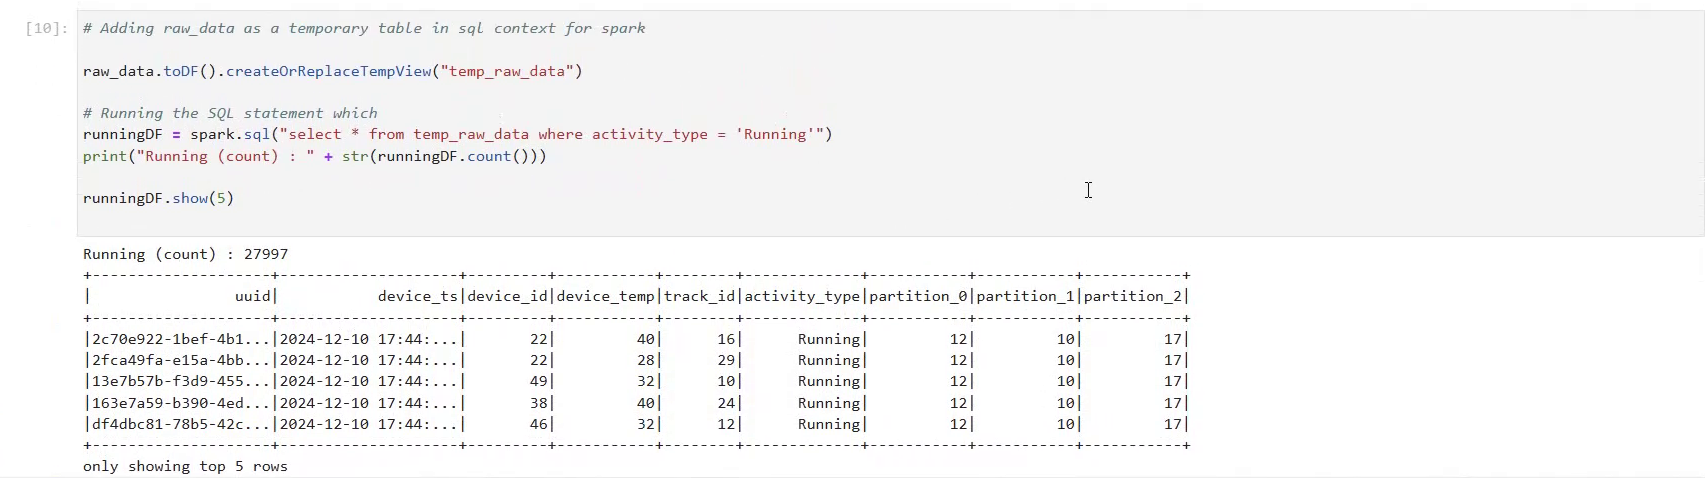 [10]: # Adding raw_data as a temporary table in sql context for spark
raw_data.toDF().createOrReplaceTempView("temp_raw_data")
# Running the SQL statement which
runningDF = spark.sql("select * from temp_raw_data where activity_type = 'Running'")
print("Running (count) : " + str(runningDF.count()))
runningDF.show(5)
Running (count) : 27997
+--------------------+--------------------+---------+-----------+--------+-------------+-----------+-----------+-----------+
|                uuid|           device_ts|device_id|device_temp|track_id|activity_type|partition_0|partition_1|partition_2|
+--------------------+--------------------+---------+-----------+--------+-------------+-----------+-----------+-----------+
|2c70e922-1bef-4b1...|2024-12-10 17:44:...|       22|         40|      16|      Running|         12|         10|         17|
|2fca49fa-e15a-4bb...|2024-12-10 17:44:...|       22|         28|      29|      Running|         12|         10|         17|
|13e7b57b-f3d9-455...|2024-12-10 17:44:...|       49|         32|      10|      Running|         12|         10|         17|
|163e7a59-b390-4ed...|2024-12-10 17:44:...|       38|         40|      24|      Running|         12|         10|         17|
|df4dbc81-78b5-42c...|2024-12-10 17:44:...|       46|         32|      12|      Running|         12|         10|         17|
+--------------------+--------------------+---------+-----------+--------+-------------+-----------+-----------+-----------+
only showing top 5 rows